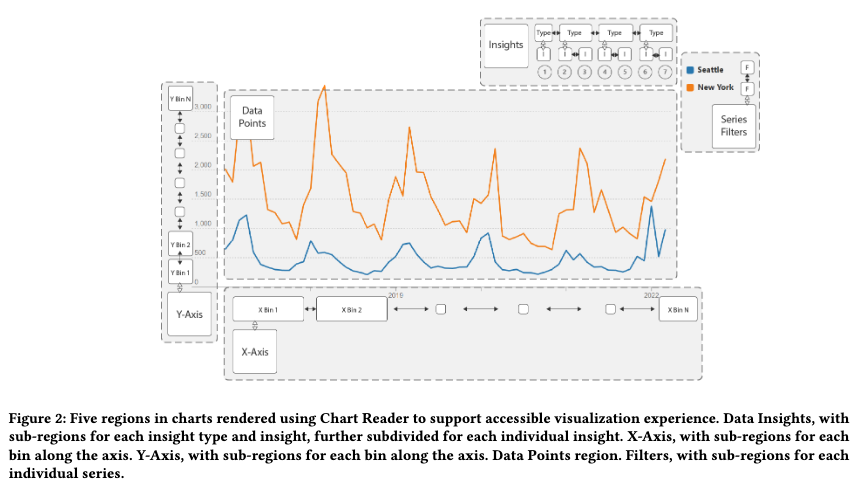 Insights
Type Type Type Type
I I I I I I I
1 2 3 4 5 6 7
Seattle
New York
F
F
Series
Filters
Data
Points
Y Bin N
3,000
2,500
2,000
1,500
1,000
Y Bin 2
500
Y Bin 1
0
Y-Axis
2019
2022
X Bin 1
X Bin 2
X Bin N
X-Axis
Figure 2: Five regions in charts rendered using Chart Reader to support accessible visualization experience. Data Insights, with
sub-regions for each insight type and insight, further subdivided for each individual insight. X-Axis, with sub-regions for each
bin along the axis. Y-Axis, with sub-regions for each bin along the axis. Data Points region. Filters, with sub-regions for each
individual series.